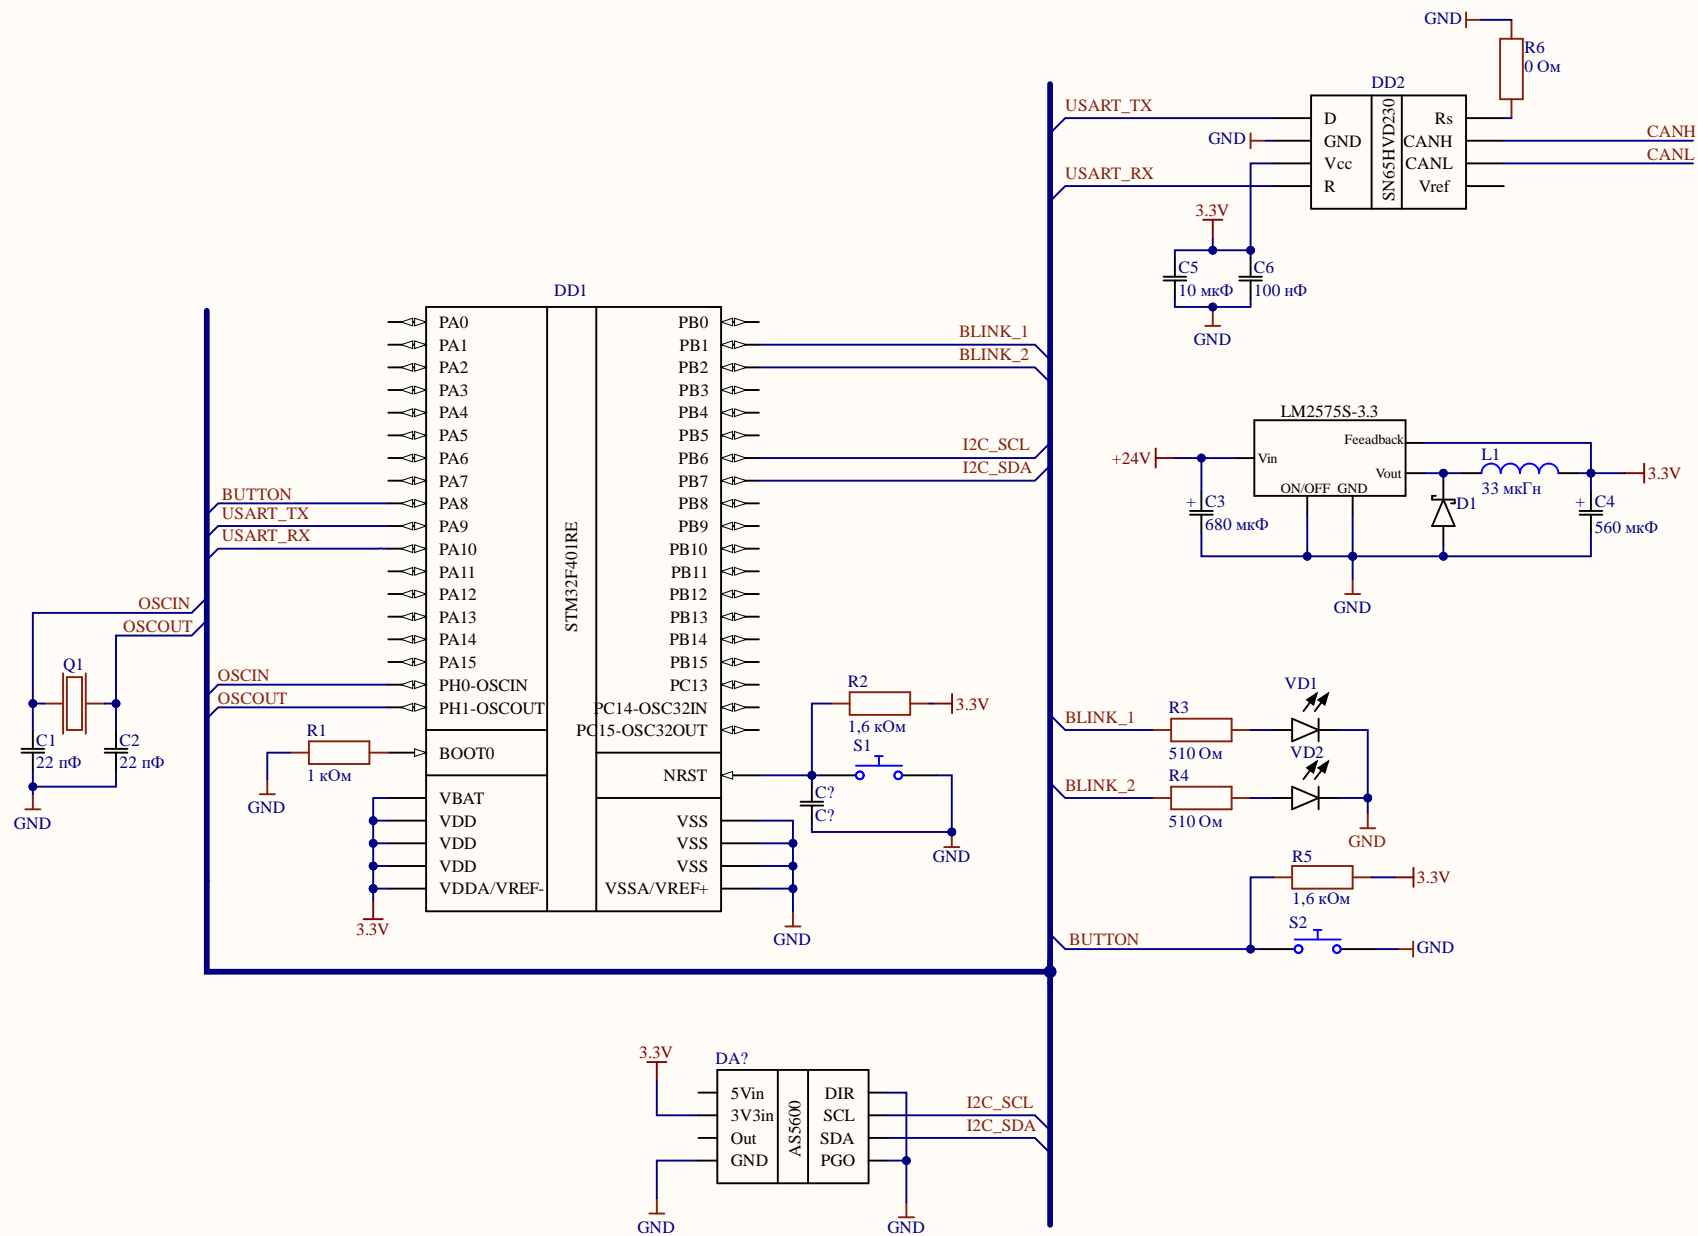 GND
R6
0 Ом
DD2
USART_TX
D
Rs
GND
GND
CANH
CANH
Vcc
CANL
CANL
USART_RX
R
Vref
SN65HVD230
3.3V
C5
10 мкФ
C6
100 нФ
GND
DD1
STM32F401RE
PA0
PB0
PA1
PB1
BLINK_1
PA2
PB2
BLINK_2
PA3
PB3
PA4
PB4
PA5
PB5
PA6
PB6
I2C_SCL
PA7
PB7
I2C_SDA
BUTTON
PA8
PB8
USART_TX
PA9
PB9
USART_RX
PA10
PB10
PA11
PB11
PA12
PB12
PA13
PB13
PA14
PB14
PA15
PB15
OSCIN
PH0-OSCIN
PC13
OSCOUT
PH1-OSCOUT
PC14-OSC32IN
PC15-OSC32OUT
BOOT0
NRST
VBAT
VDD
VSS
VDD
VSS
VDD
VSS
VDDA/VREF-
VSSA/VREF+
3.3V
GND
OSCIN
OSCOUT
Q1
C1
22 пФ
C2
22 пФ
GND
R1
1 кОм
GND
R2
3.3V
1,6 кОм
S1
C?
C?
GND
LM2575S-3.3
Feeadback
+24V
Vin
Vout
ON/OFF
GND
L1
33 мкГн
3.3V
+
C3
680 мкФ
D1
+
C4
560 мкФ
GND
VD1
BLINK_1
R3
510 Ом
VD2
BLINK_2
R4
510 Ом
GND
R5
3.3V
1,6 кОм
S2
BUTTON
GND
3.3V
DA?
AS5600
5Vin
DIR
3V3in
SCL
I2C_SCL
Out
SDA
I2C_SDA
GND
PGO
GND
GND